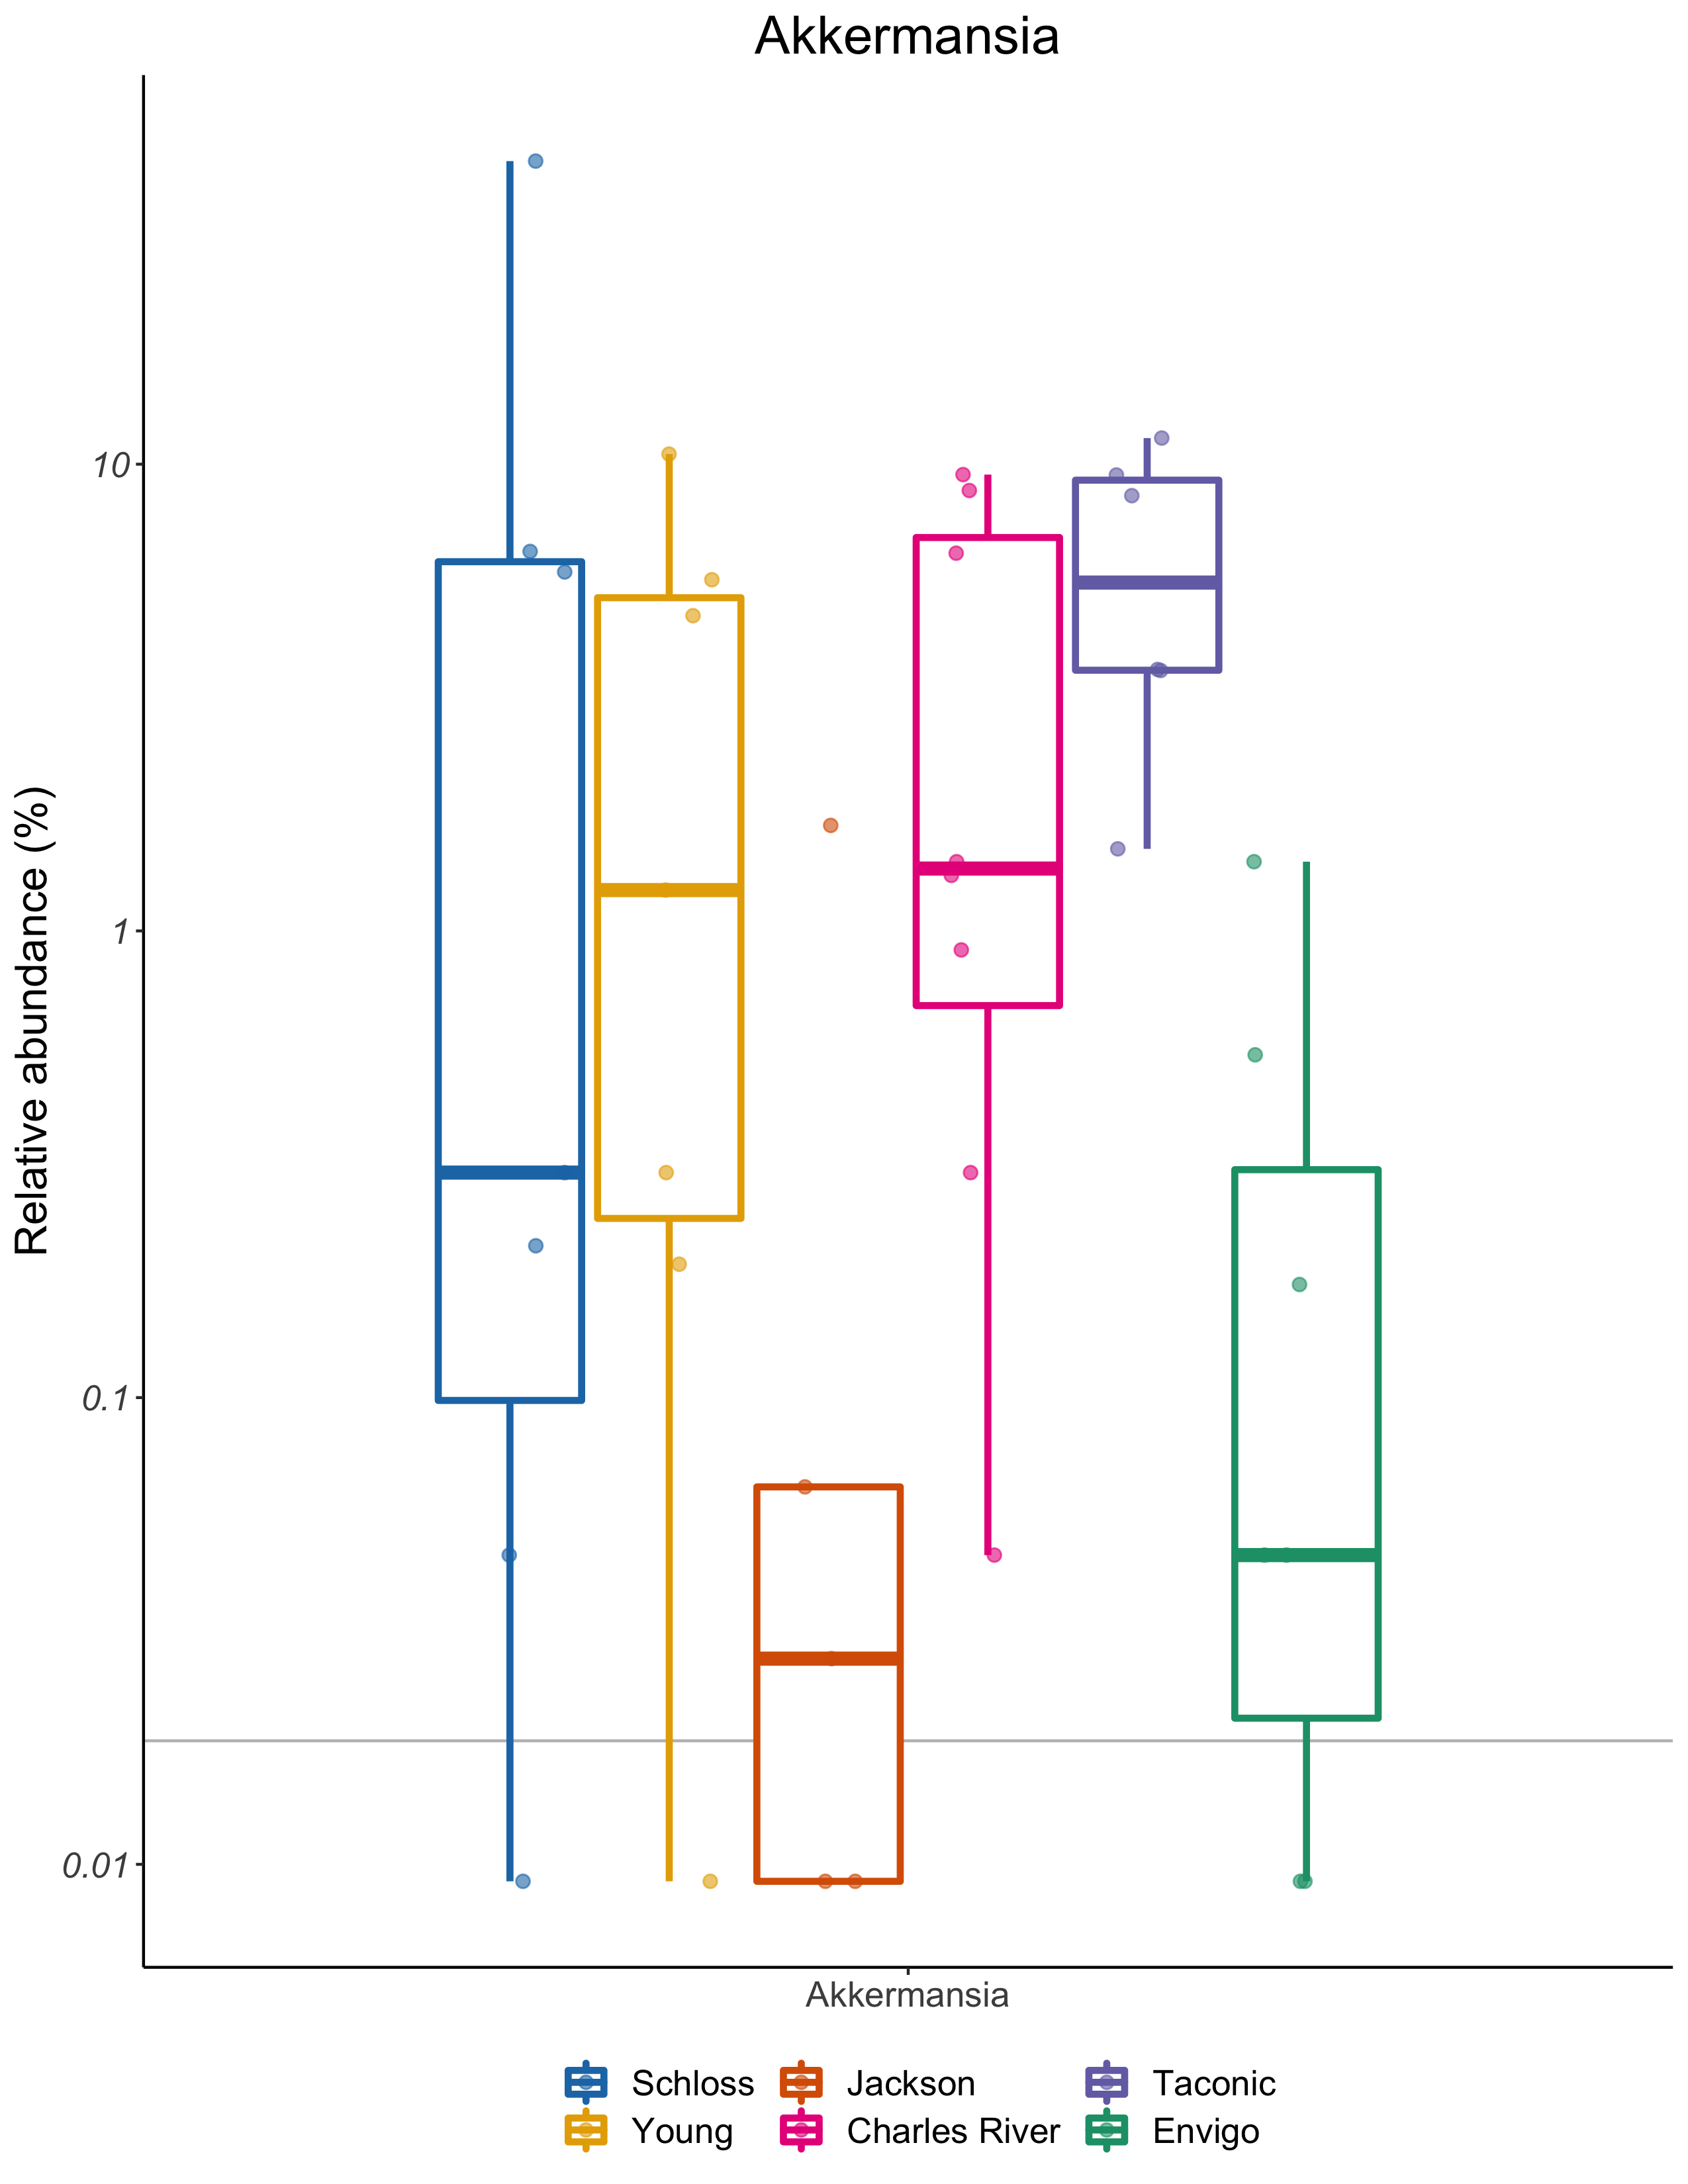 Akkermansia
Relative abundance (%)
10
1
0.1
0.01
Akkermansia
Schloss
Jackson
Taconic
Young
Charles River
Envigo